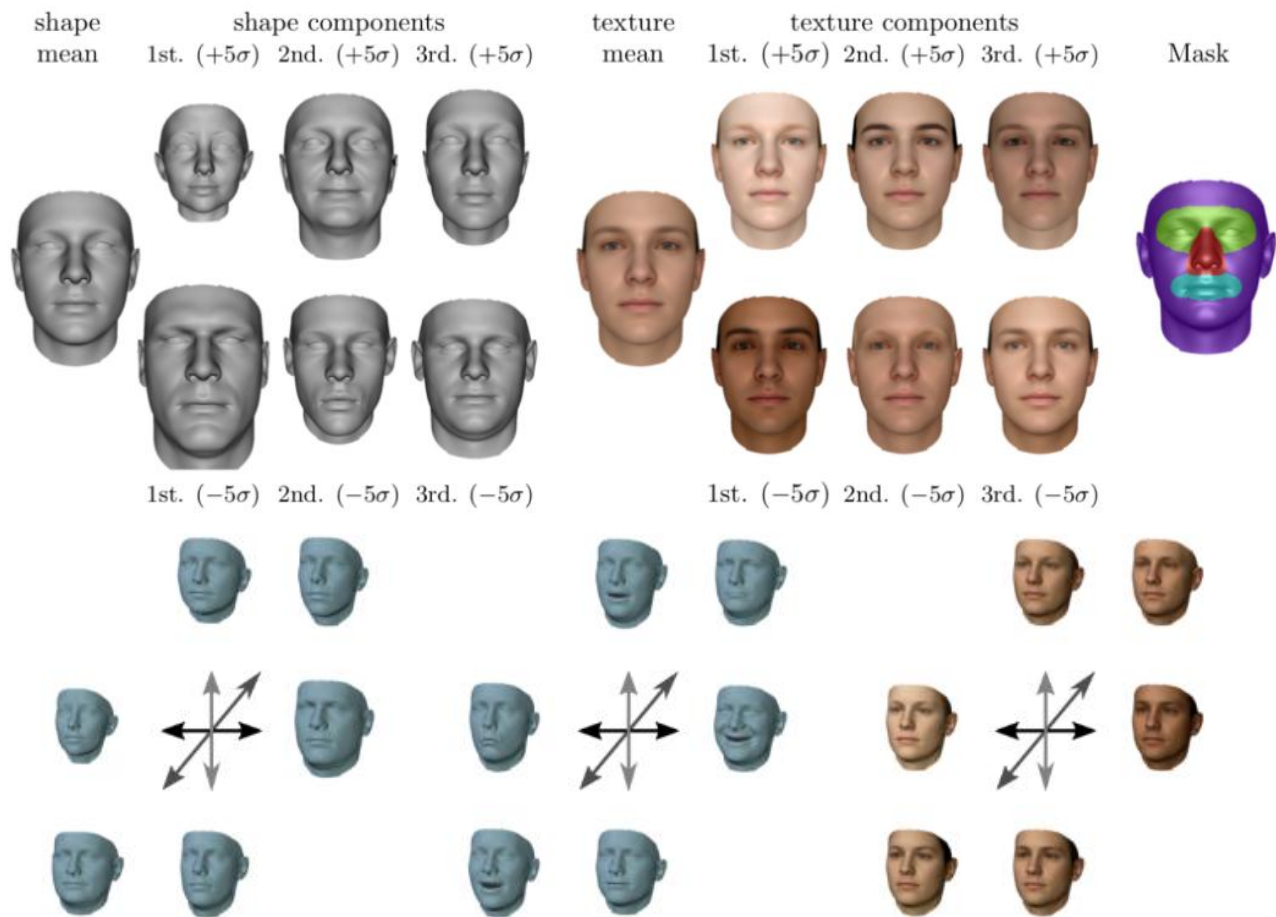 shape shape components texture texture components
mean 1st. (+5σ) 2nd. (+5σ) 3rd. (+5σ) mean 1st. (+5σ) 2nd. (+5σ) 3rd. (+5σ) Mask
1st. (−5σ) 2nd. (−5σ) 3rd. (−5σ) 1st. (−5σ) 2nd. (−5σ) 3rd. (−5σ)